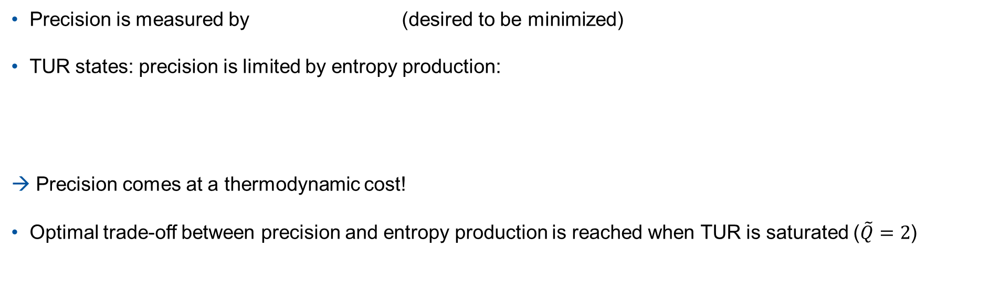 • Precision is measured by (desired to be minimized)
• TUR states: precision is limited by entropy production:
→ Precision comes at a thermodynamic cost!
• Optimal trade-off between precision and entropy production is reached when TUR is saturated (Q̃ = 2)